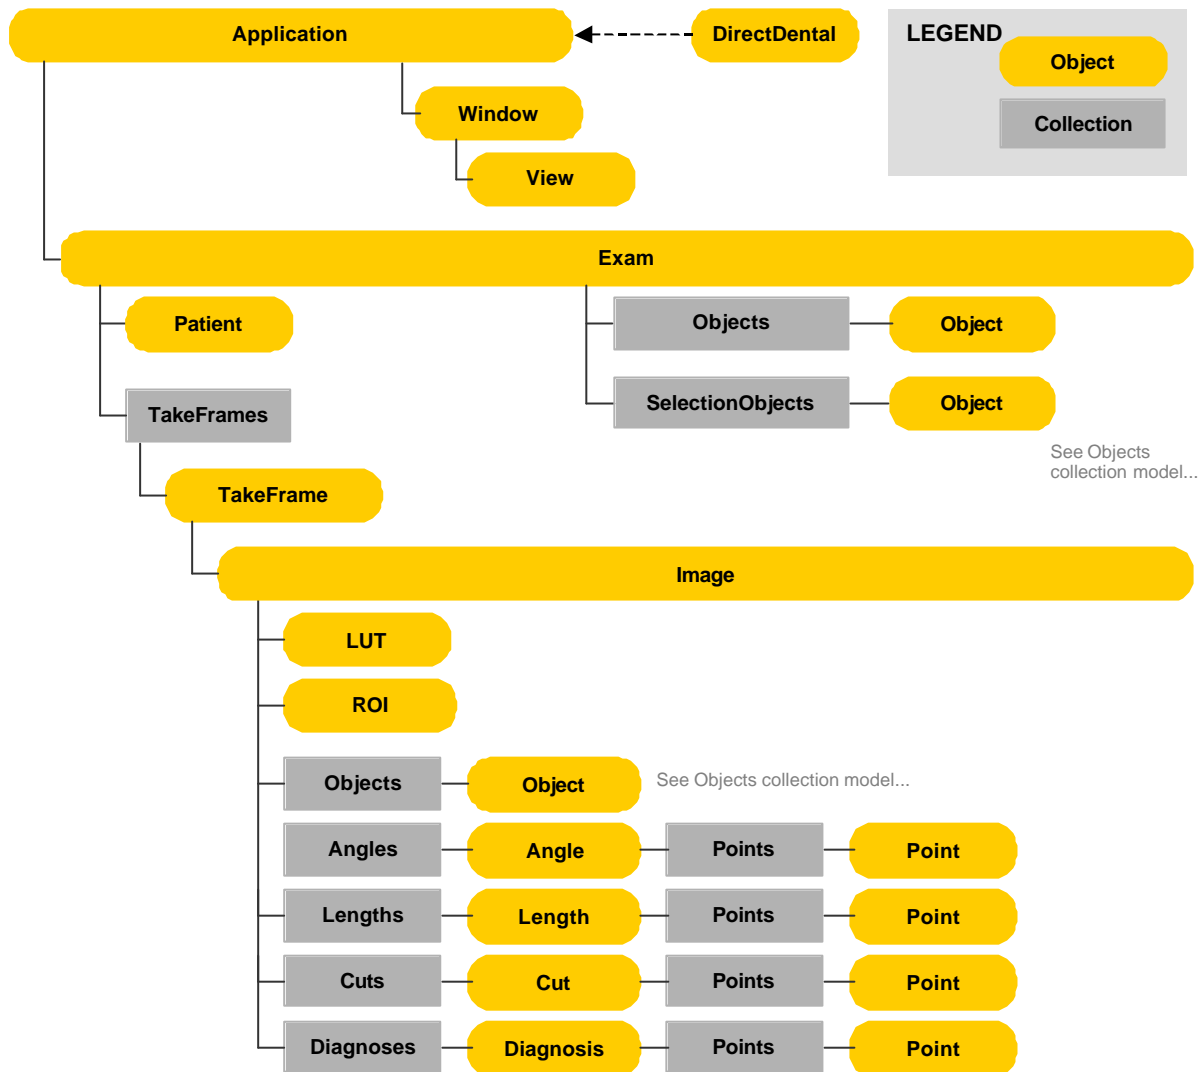 Application
DirectDental
LEGEND
Object
Collection
Window
View
Exam
Patient
Objects
Object
TakeFrames
SelectionObjects
Object
See Objects
collection model...
TakeFrame
Image
LUT
ROI
Objects
Object
See Objects collection model...
Angles
Angle
Points
Point
Lengths
Length
Points
Point
Cuts
Cut
Points
Point
Diagnoses
Diagnosis
Points
Point